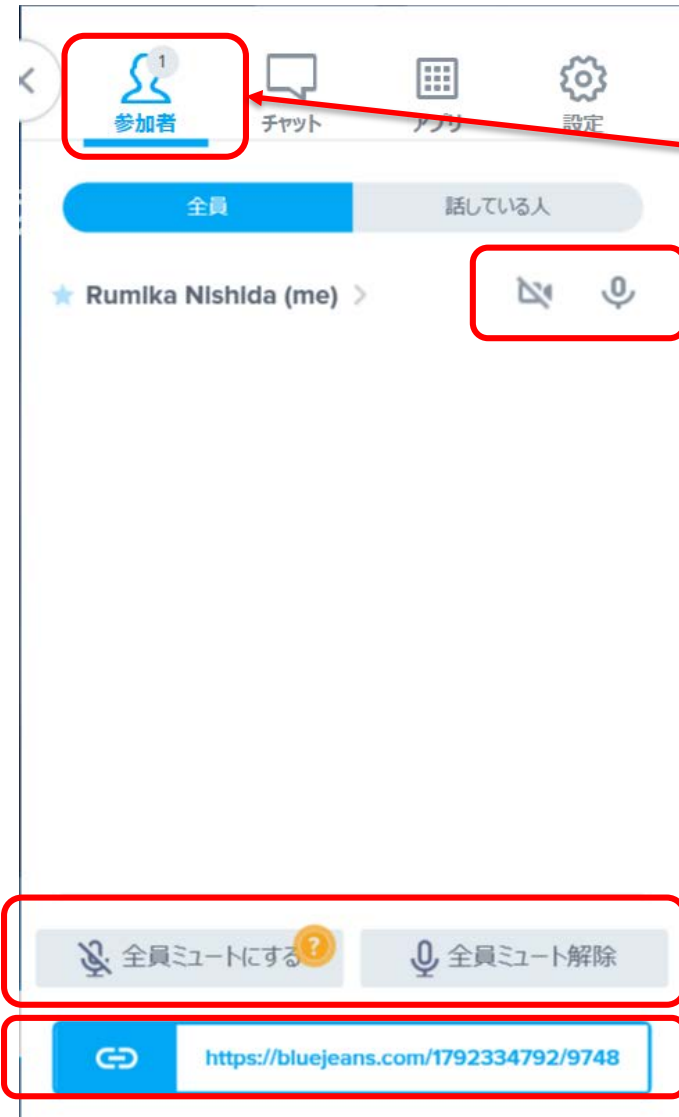 1
参加者
チャット
アプリ
設定
全員
話している人
Rumika Nishida (me)
全員ミュートにする
?
全員ミュート解除
https://bluejeans.com/1792334792/9748